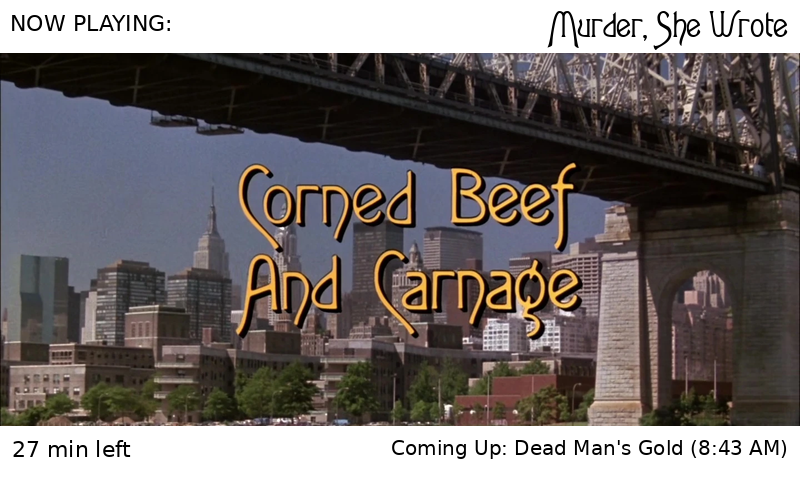 NOW PLAYING:
Murder, She Wrote
Corned Beef
And Carnage
27 min left
Coming Up: Dead Man's Gold (8:43 AM)